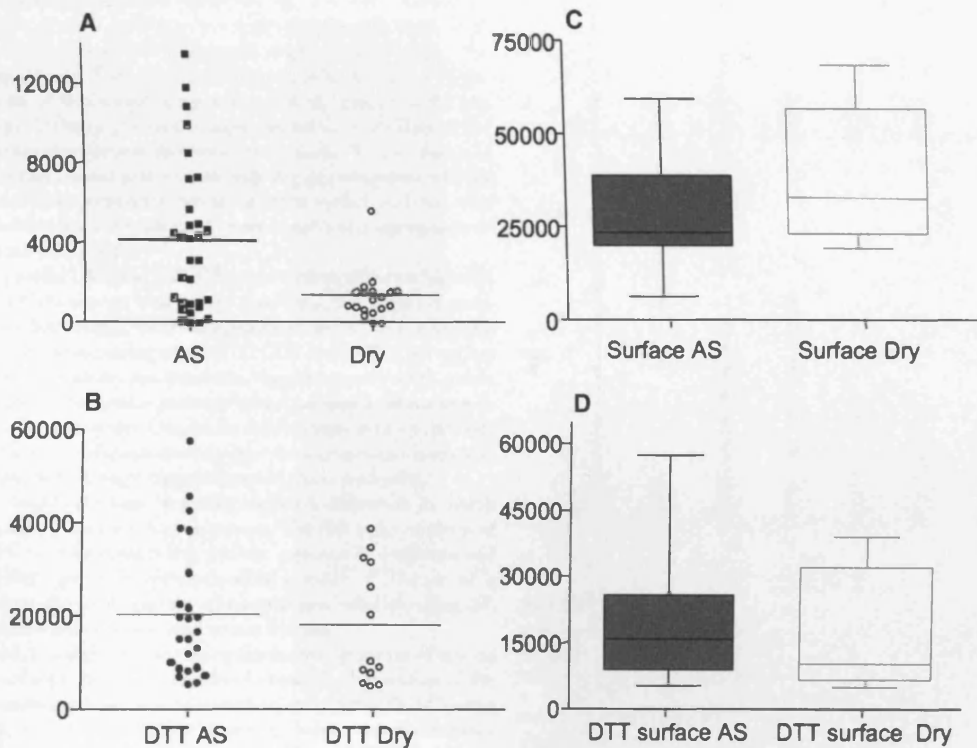 A
12000
8000
4000
0
AS Dry
B
60000
40000
20000
0
DTT AS DTT Dry
C
75000
50000
25000
0
Surface AS Surface Dry
D
60000
45000
30000
15000
0
DTT surface AS DTT surface Dry